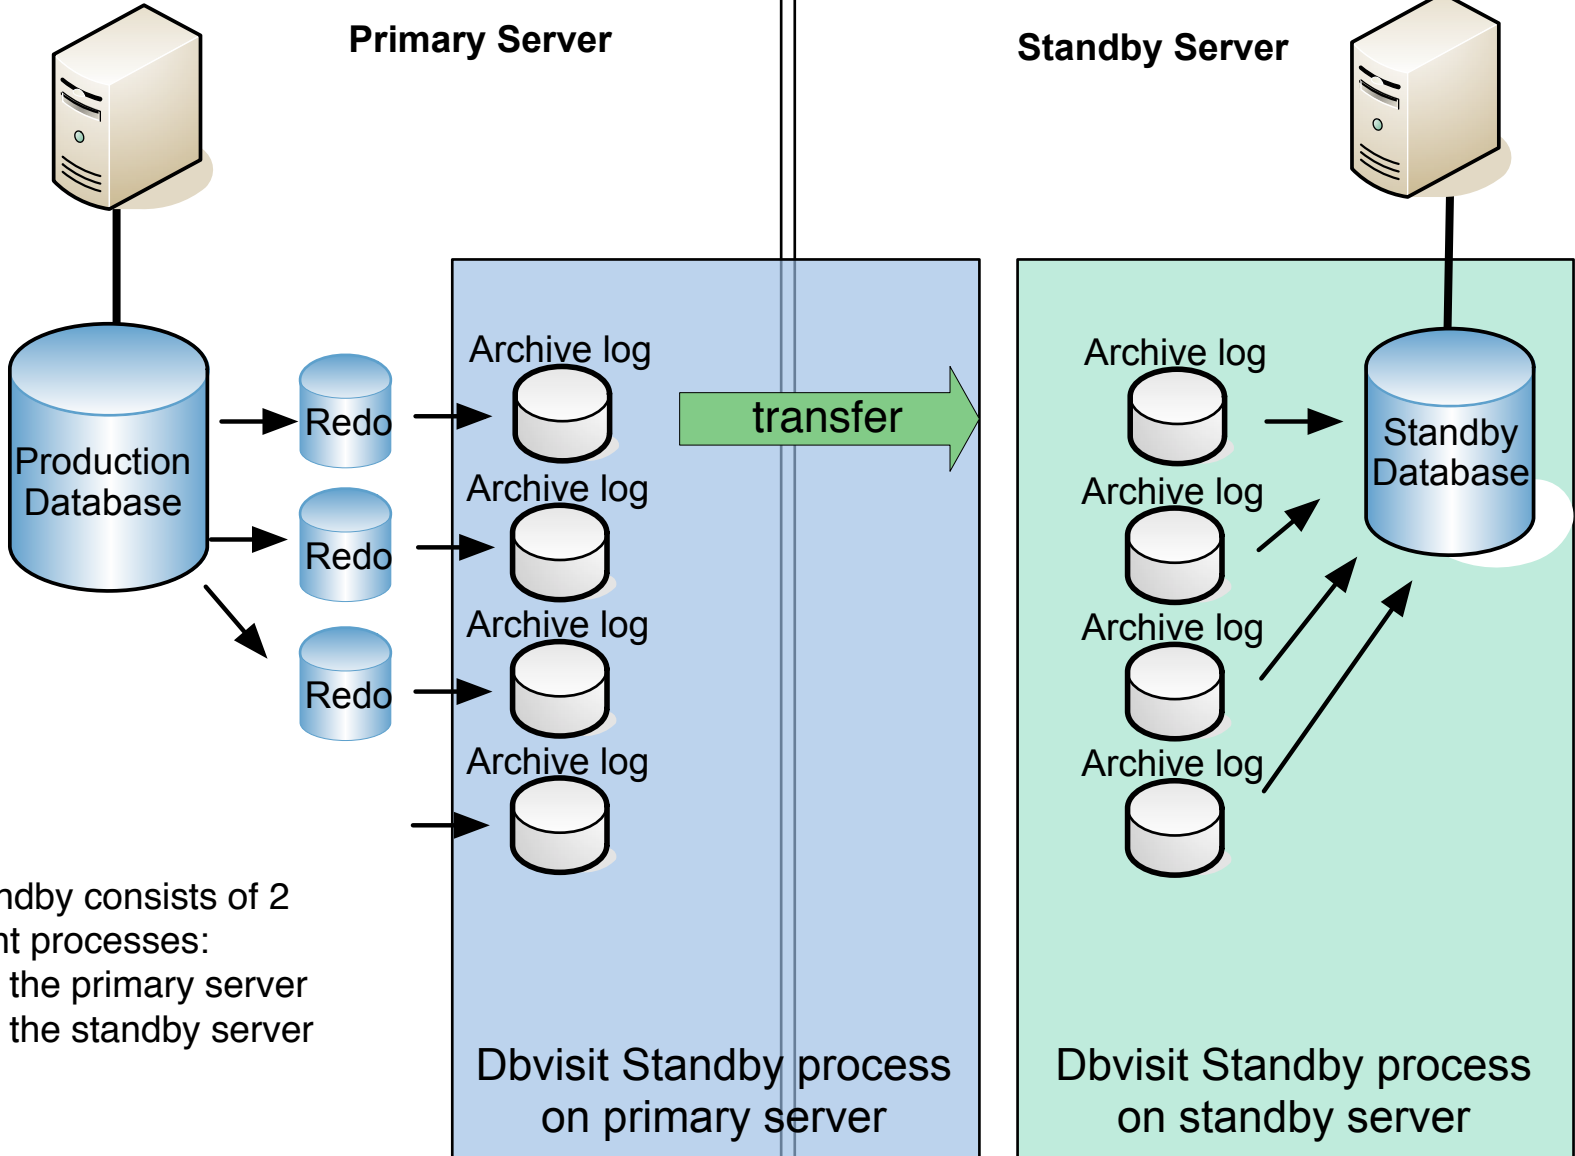 Primary Server
Standby Server
Archive log
Archive log
Redo
transfer
Production
Database
Standby
Database
Archive log
Archive log
Redo
Archive log
Archive log
Redo
Archive log
Archive log
ndby consists of 2
nt processes:
the primary server
the standby server
Dbvisit Standby process
on primary server
Dbvisit Standby process
on standby server